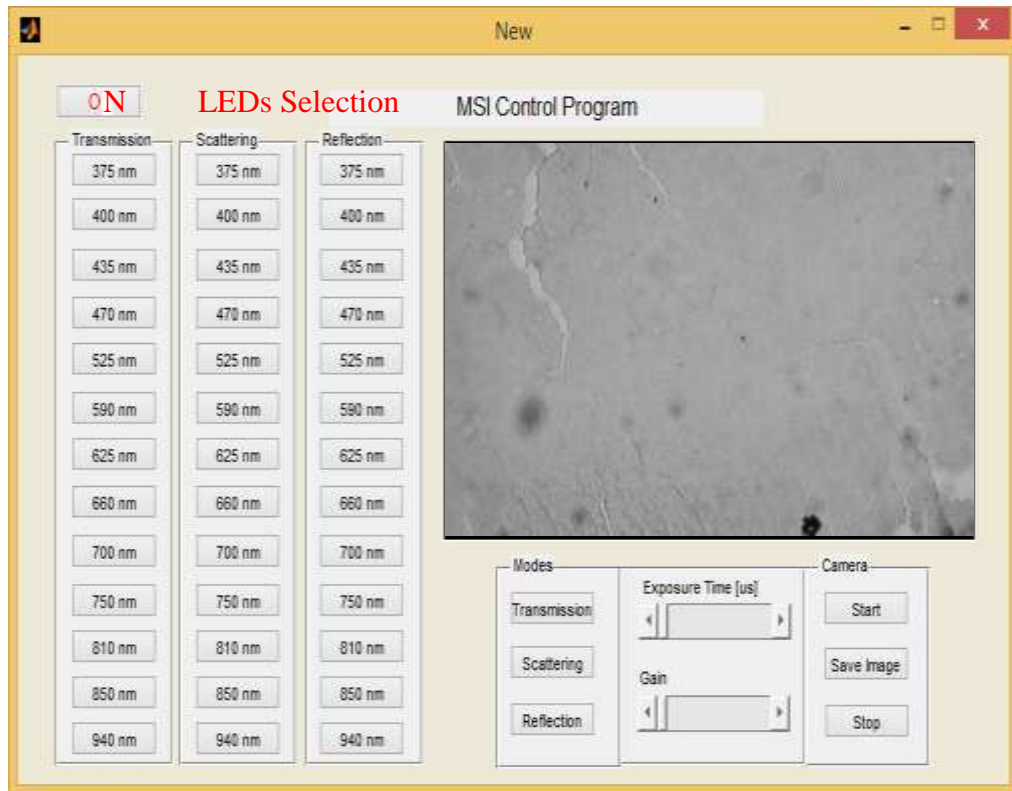 New
ON LEDs Selection MSI Control Program
Transmission Scattering Reflection
375 nm 375 nm 375 nm
400 nm 400 nm 400 nm
435 nm 435 nm 435 nm
470 nm 470 nm 470 nm
525 nm 525 nm 525 nm
590 nm 590 nm 590 nm
625 nm 625 nm 625 nm
660 nm 660 nm 660 nm
700 nm 700 nm 700 nm
750 nm 750 nm 750 nm
810 nm 810 nm 810 nm
850 nm 850 nm 850 nm
940 nm 940 nm 940 nm
Modes
Transmission
Scattering
Reflection
Exposure Time [us]
Gain
Camera
Start
Save Image
Stop